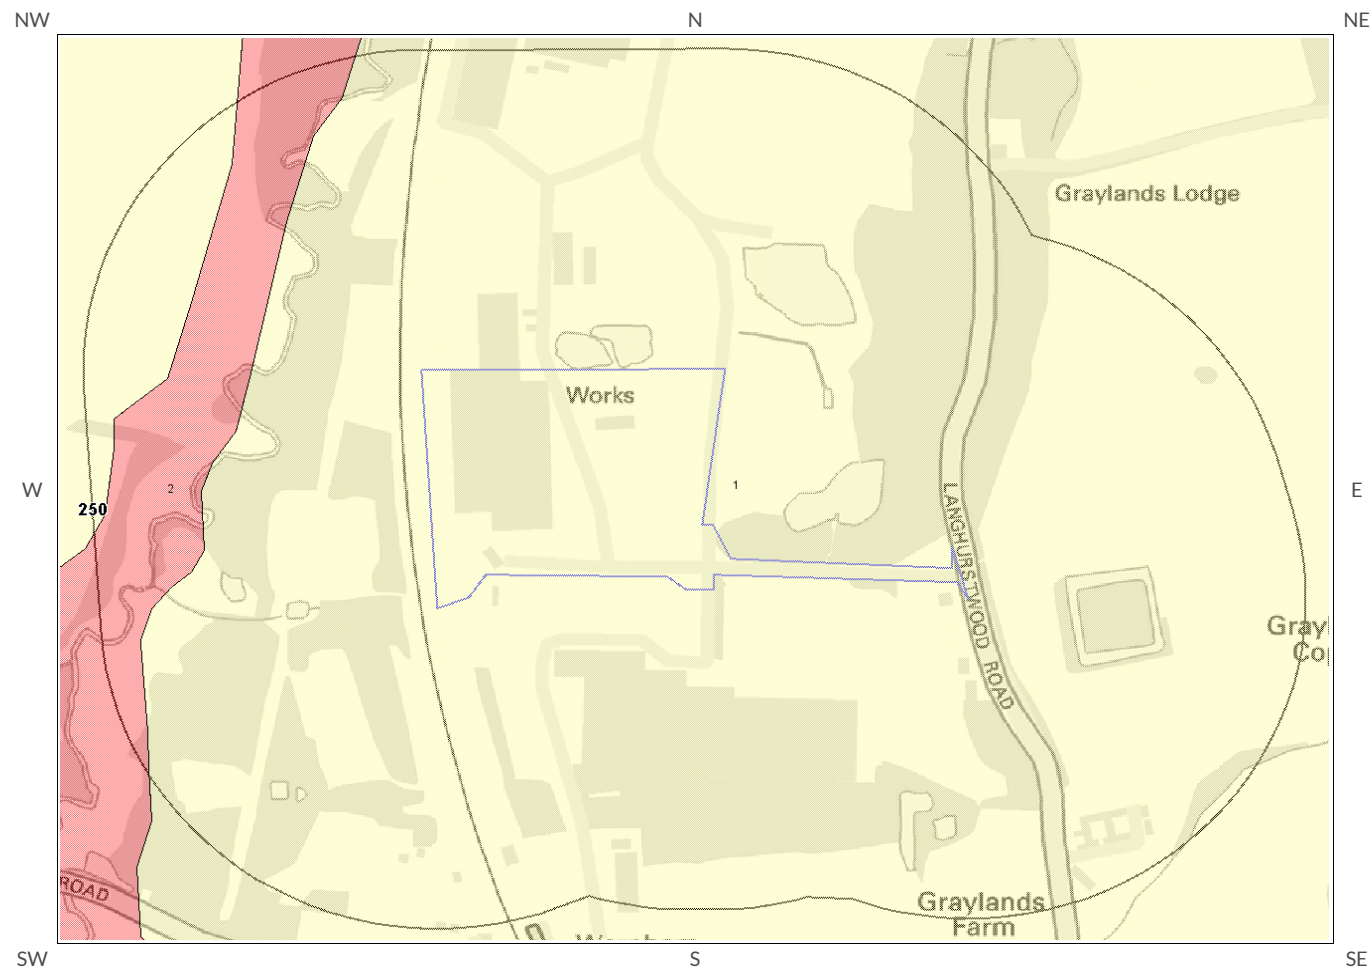 NW
N
NE
Graylands Lodge
Works
W
2
1
E
250
LANGHURSTWOOD ROAD
ROAD
Graylands
Farm
SW
S
SE